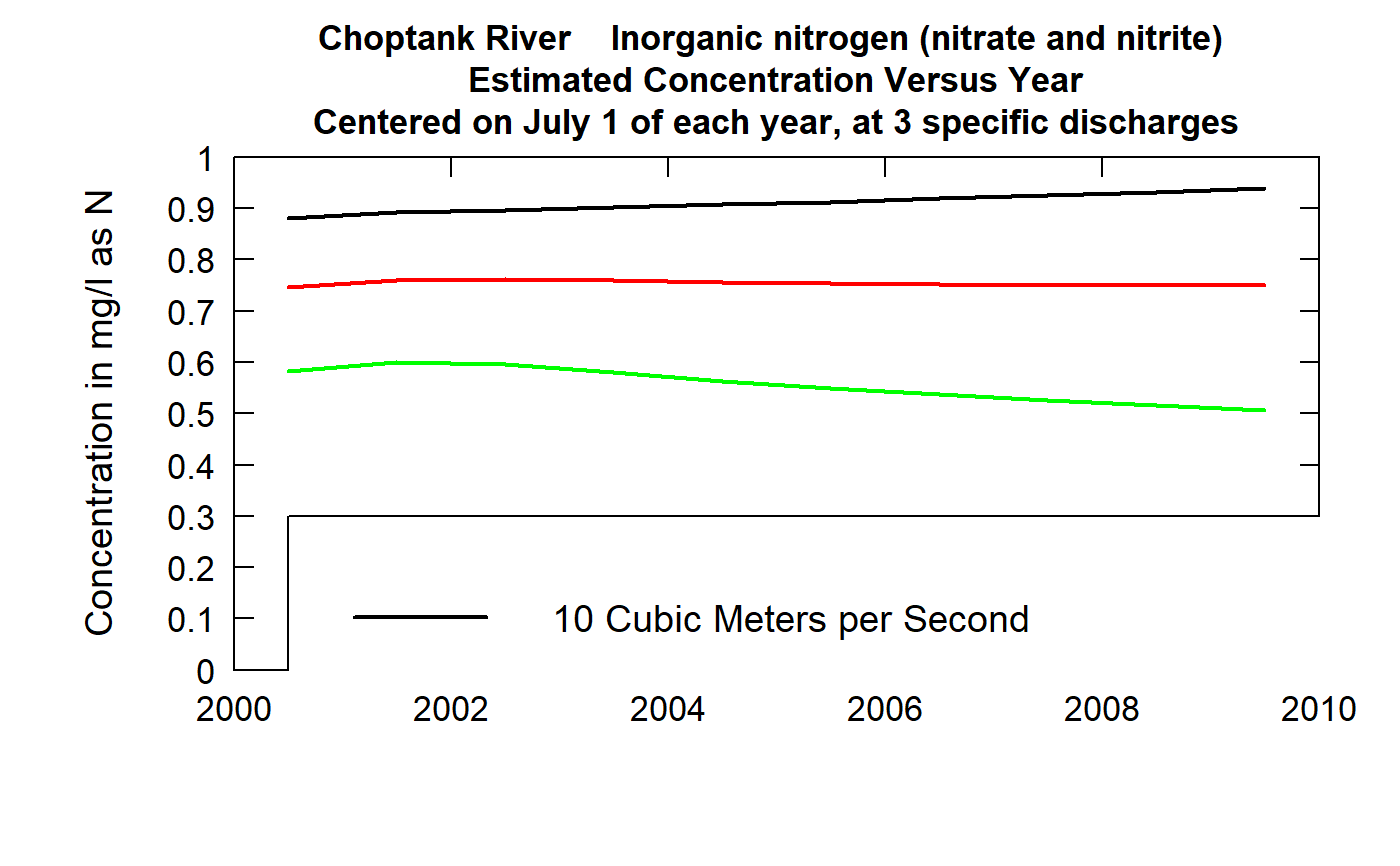 Choptank River    Inorganic nitrogen (nitrate and nitrite)
Estimated Concentration Versus Year
Centered on July 1 of each year, at 3 specific discharges
Concentration in mg/l as N
1
0.9
0.8
0.7
0.6
0.5
0.4
0.3
0.2
0.1
0
10 Cubic Meters per Second
2000 2002 2004 2006 2008 2010